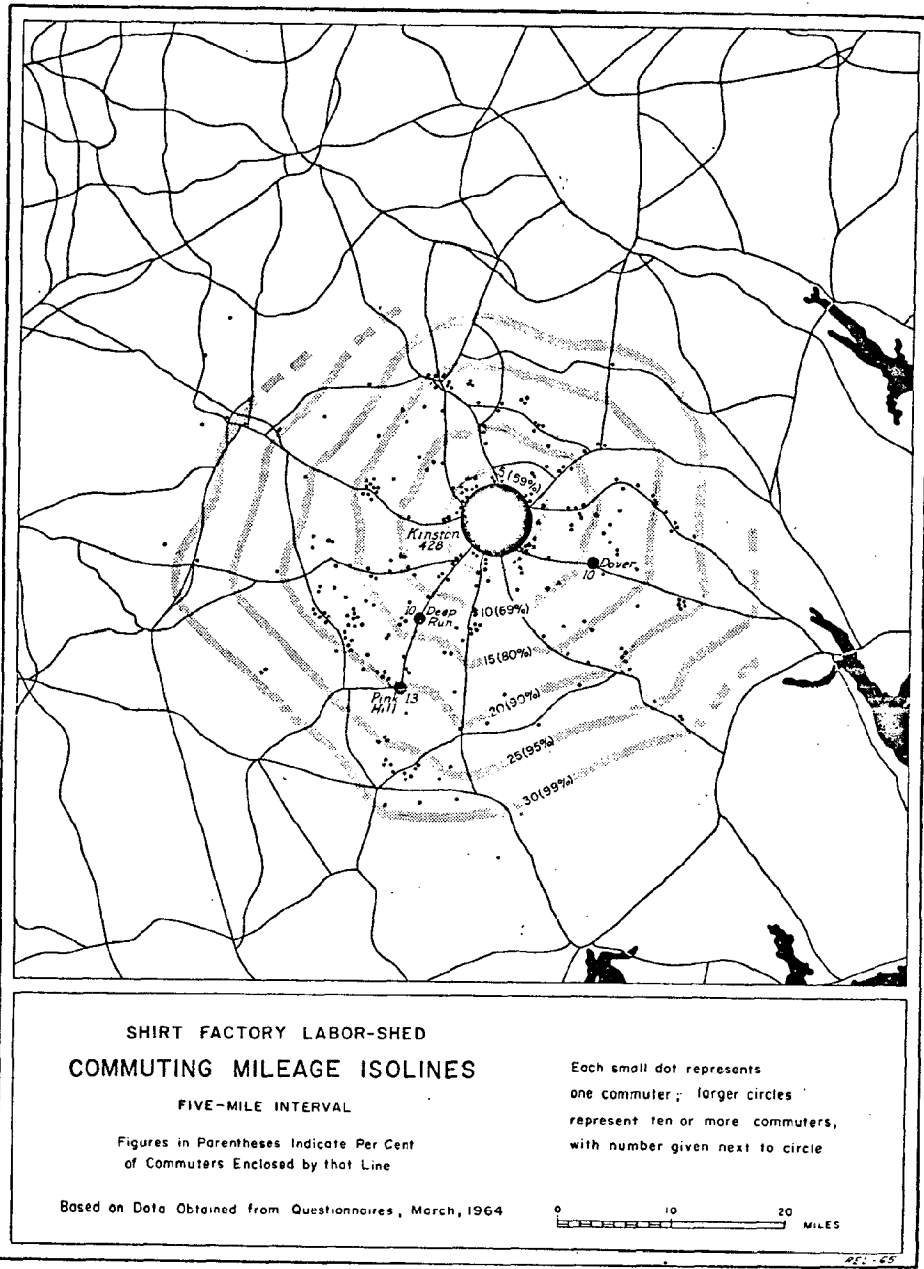 5 (59%)
Kinston
428
10 Dover
10 Deep
Run
10 (69%)
15 (80%)
Pink 13
Hill
20 (90%)
25 (95%)
30 (99%)
SHIRT FACTORY LABOR-SHED
COMMUTING MILEAGE ISOLINES
FIVE-MILE INTERVAL
Figures in Parentheses Indicate Per Cent
of Commuters Enclosed by that Line
Based on Data Obtained from Questionnaires, March, 1964
Each small dot represents
one commuter; larger circles
represent ten or more commuters,
with number given next to circle
0 10 20
MILES
REL-65